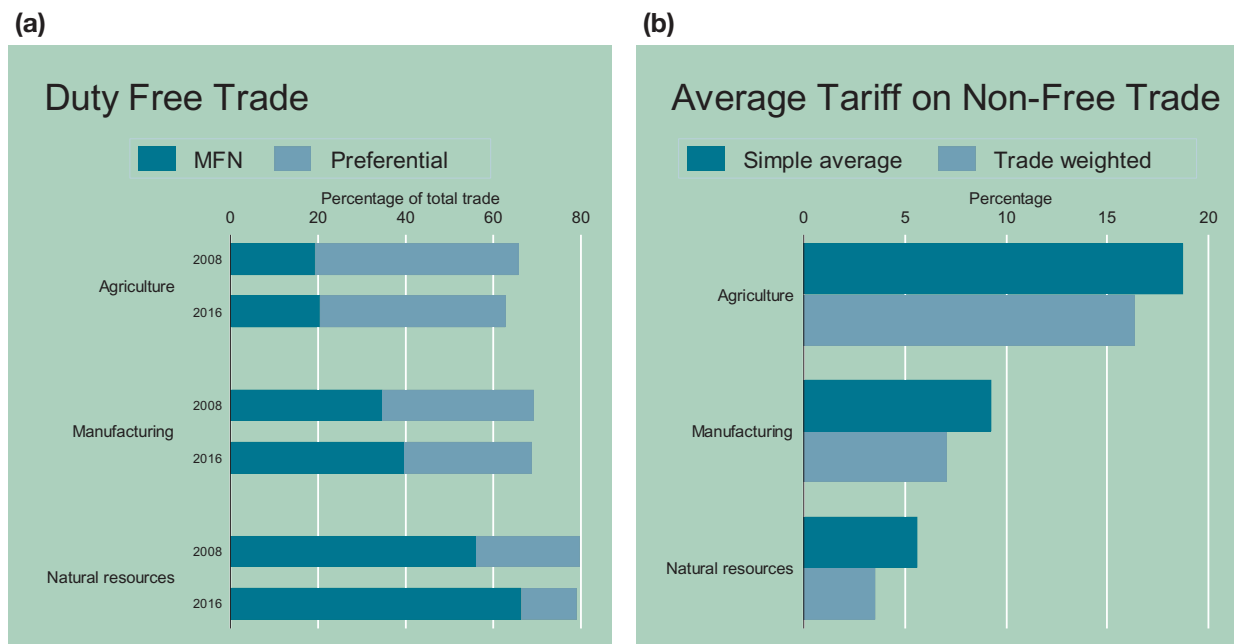 (a)
Duty Free Trade
MFN Preferential
Percentage of total trade
0 20 40 60 80
2008
Agriculture
2016
2008
Manufacturing
2016
2008
Natural resources
2016
(b)
Average Tariff on Non-Free Trade
Simple average Trade weighted
Percentage
0 5 10 15 20
Agriculture
Manufacturing
Natural resources